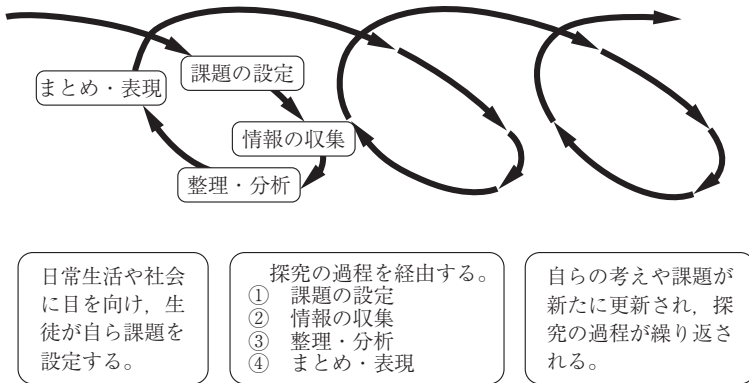 課題の設定
まとめ・表現
情報の収集
整理・分析
日常生活や社会
に目を向け，生
徒が自ら課題を
設定する。
探究の過程を経由する。
① 課題の設定
② 情報の収集
③ 整理・分析
④ まとめ・表現
自らの考えや課題が
新たに更新され，探
究の過程が繰り返さ
れる。